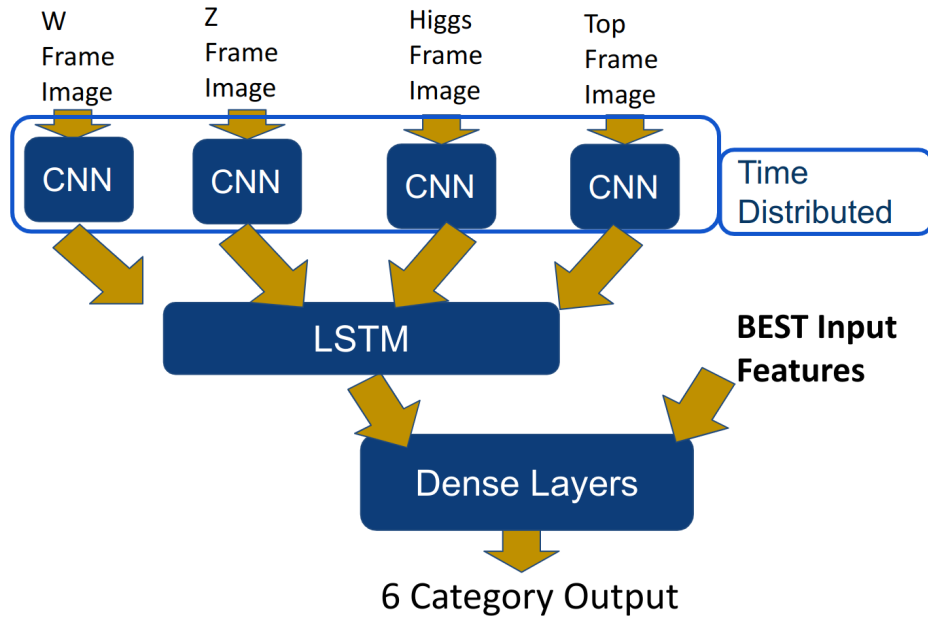 W
Frame
Image
Z
Frame
Image
Higgs
Frame
Image
Top
Frame
Image
CNN
CNN
CNN
CNN
Time
Distributed
LSTM
BEST Input
Features
Dense Layers
6 Category Output